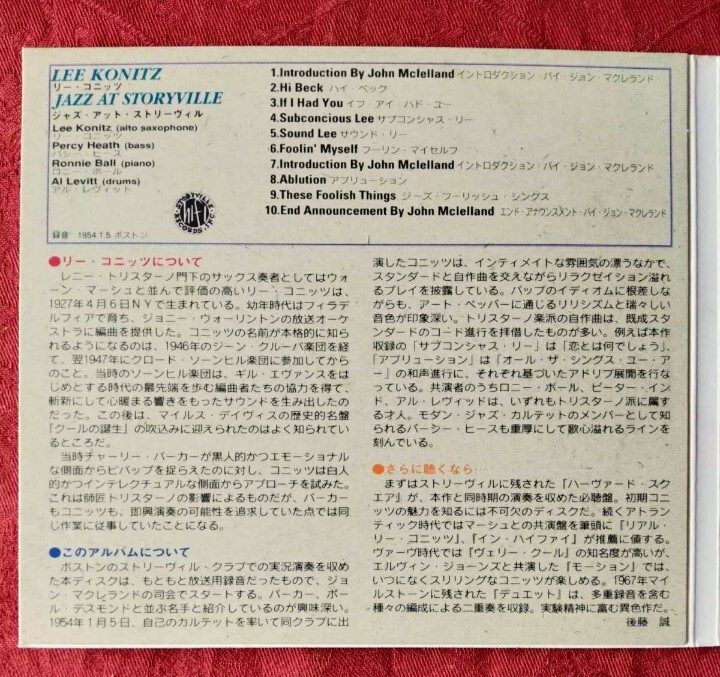 LEE KONITZ
リー・コニッツ
JAZZ AT STORYVILLE
ジャズ・アット・ストリーヴィル
Lee Konitz (alto saxophone)
リー・コニッツ
Percy Heath (bass)
パーシー・ヒース
Ronnie Ball (piano)
ロニー・ボール
Al Levitt (drums)
アル・レヴィット
録音 1954.1.5 ボストン
STORYVILLE
hifi
RECORDS, INC.
1.Introduction By John Mclelland イントロダクション・バイ・ジョン・マクレランド
2.Hi Beck ハイ・ベック
3.If I Had You イフ・アイ・ハド・ユー
4.Subconcious Lee サブコンシャス・リー
5.Sound Lee サウンド・リー
6.Foolin' Myself フーリン・マイセルフ
7.Introduction By John Mclelland イントロダクション・バイ・ジョン・マクレランド
8.Ablution アブリューション
9.These Foolish Things ジーズ・フーリッシュ・シングス
10.End Announcement By John Mclelland エンド・アナウンスメント・バイ・ジョン・マクレランド
●リー・コニッツについて
レニー・トリスターノ門下のサックス奏者としてはウォ
ーン・マーシュと並んで評価の高いリー・コニッツは、
1927年4月6日NYで生まれている。幼年時代はフィラデ
ルフィアで育ち、ジョニー・ウォーリントンの放送オーケ
ストラに編曲を提供した。コニッツの名前が本格的に知ら
れるようになるのは、1946年のジーン・クルーパ楽団を経
て、翌1947年にクロード・ソーンヒル楽団に参加してから
のこと。当時のソーンヒル楽団は、ギル・エヴァンスをは
じめとする時代の最先端を歩む編曲者たちの協力を得て、
斬新にして心暖まる響きをもったサウンドを生み出したの
だった。この後は、マイルス・デイヴィスの歴史的名盤
『クールの誕生』の吹込みに迎えられたのはよく知られてい
るところだ。
当時チャーリー・パーカーが黒人的かつエモーショナル
な側面からビバップを捉えらたのに対し、コニッツは白人
的かつインテレクチュアルな側面からアプローチを試みた。
これは師匠トリスターノの影響によるものだが、パーカー
もコニッツも、即興演奏の可能性を追求していた点では同
じ作業に従事していたことになる。
●このアルバムについて
ボストンのストリーヴィル・クラブでの実況演奏を収め
た本ディスクは、もともと放送用録音だったもので、ジョ
ン・マクレランドの司会でスタートする。パーカー、ポー
ル・デスモンドと並ぶ名手と紹介しているのが興味深い。
1954年1月5日、自己のカルテットを率いて同クラブに出
演したコニッツは、インティメイトな雰囲気の漂うなかで、
スタンダードと自作曲を交えながらリラクゼイション溢れ
るプレイを披露している。バップのイディオムに根差しな
がらも、アート・ペッパーに通じるリリシズムと瑞々しい
音色が印象深い。トリスターノ楽派の自作曲は、既成スタ
ンダードのコード進行を拝借したものが多い。例えば本作
収録の「サブコンシャス・リー」は「恋とは何でしょう」、
「アブリューション」は「オール・ザ・シングス・ユー・ア
ー」の和声進行に、それぞれ基づいたアドリブ展開を行な
っている。共演者のうちロニー・ボール、ピーター・イン
ド、アル・レヴィッドは、いずれもトリスターノ派に属す
る才人。モダン・ジャズ・カルテットのメンバーとして知
られるパーシー・ヒースも重厚にして歌心溢れるラインを
刻んでいる。
●さらに聴くなら…
まずはストリーヴィルに残された『ハーヴァード・スク
エア』が、本作と同時期の演奏を収めた必聴盤。初期コニ
ッツの魅力を知るには不可欠のディスクだ。続くアトラン
ティック時代ではマーシュとの共演盤を筆頭に『リアル・
リー・コニッツ』、『イン・ハイファイ』が推薦に値する。
ヴァーヴ時代では『ヴェリー・クール』の知名度が高いが、
エルヴィン・ジョーンズと共演した『モーション』では、
いつになくスリリングなコニッツが楽しめる。1967年マイ
ルストーンに残された『デュエット』は、多重録音を含む
種々の編成による二重奏を収録。実験精神に富む異色作だ。
後藤 誠